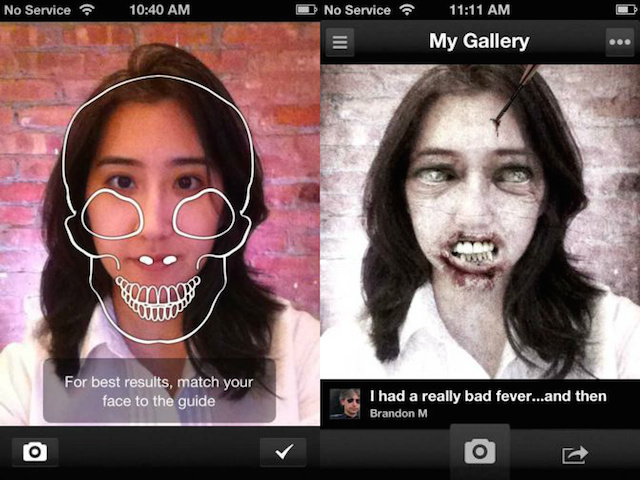 No Service 10:40 AM
For best results, match your
face to the guide
No Service 11:11 AM
My Gallery
I had a really bad fever...and then
Brandon M